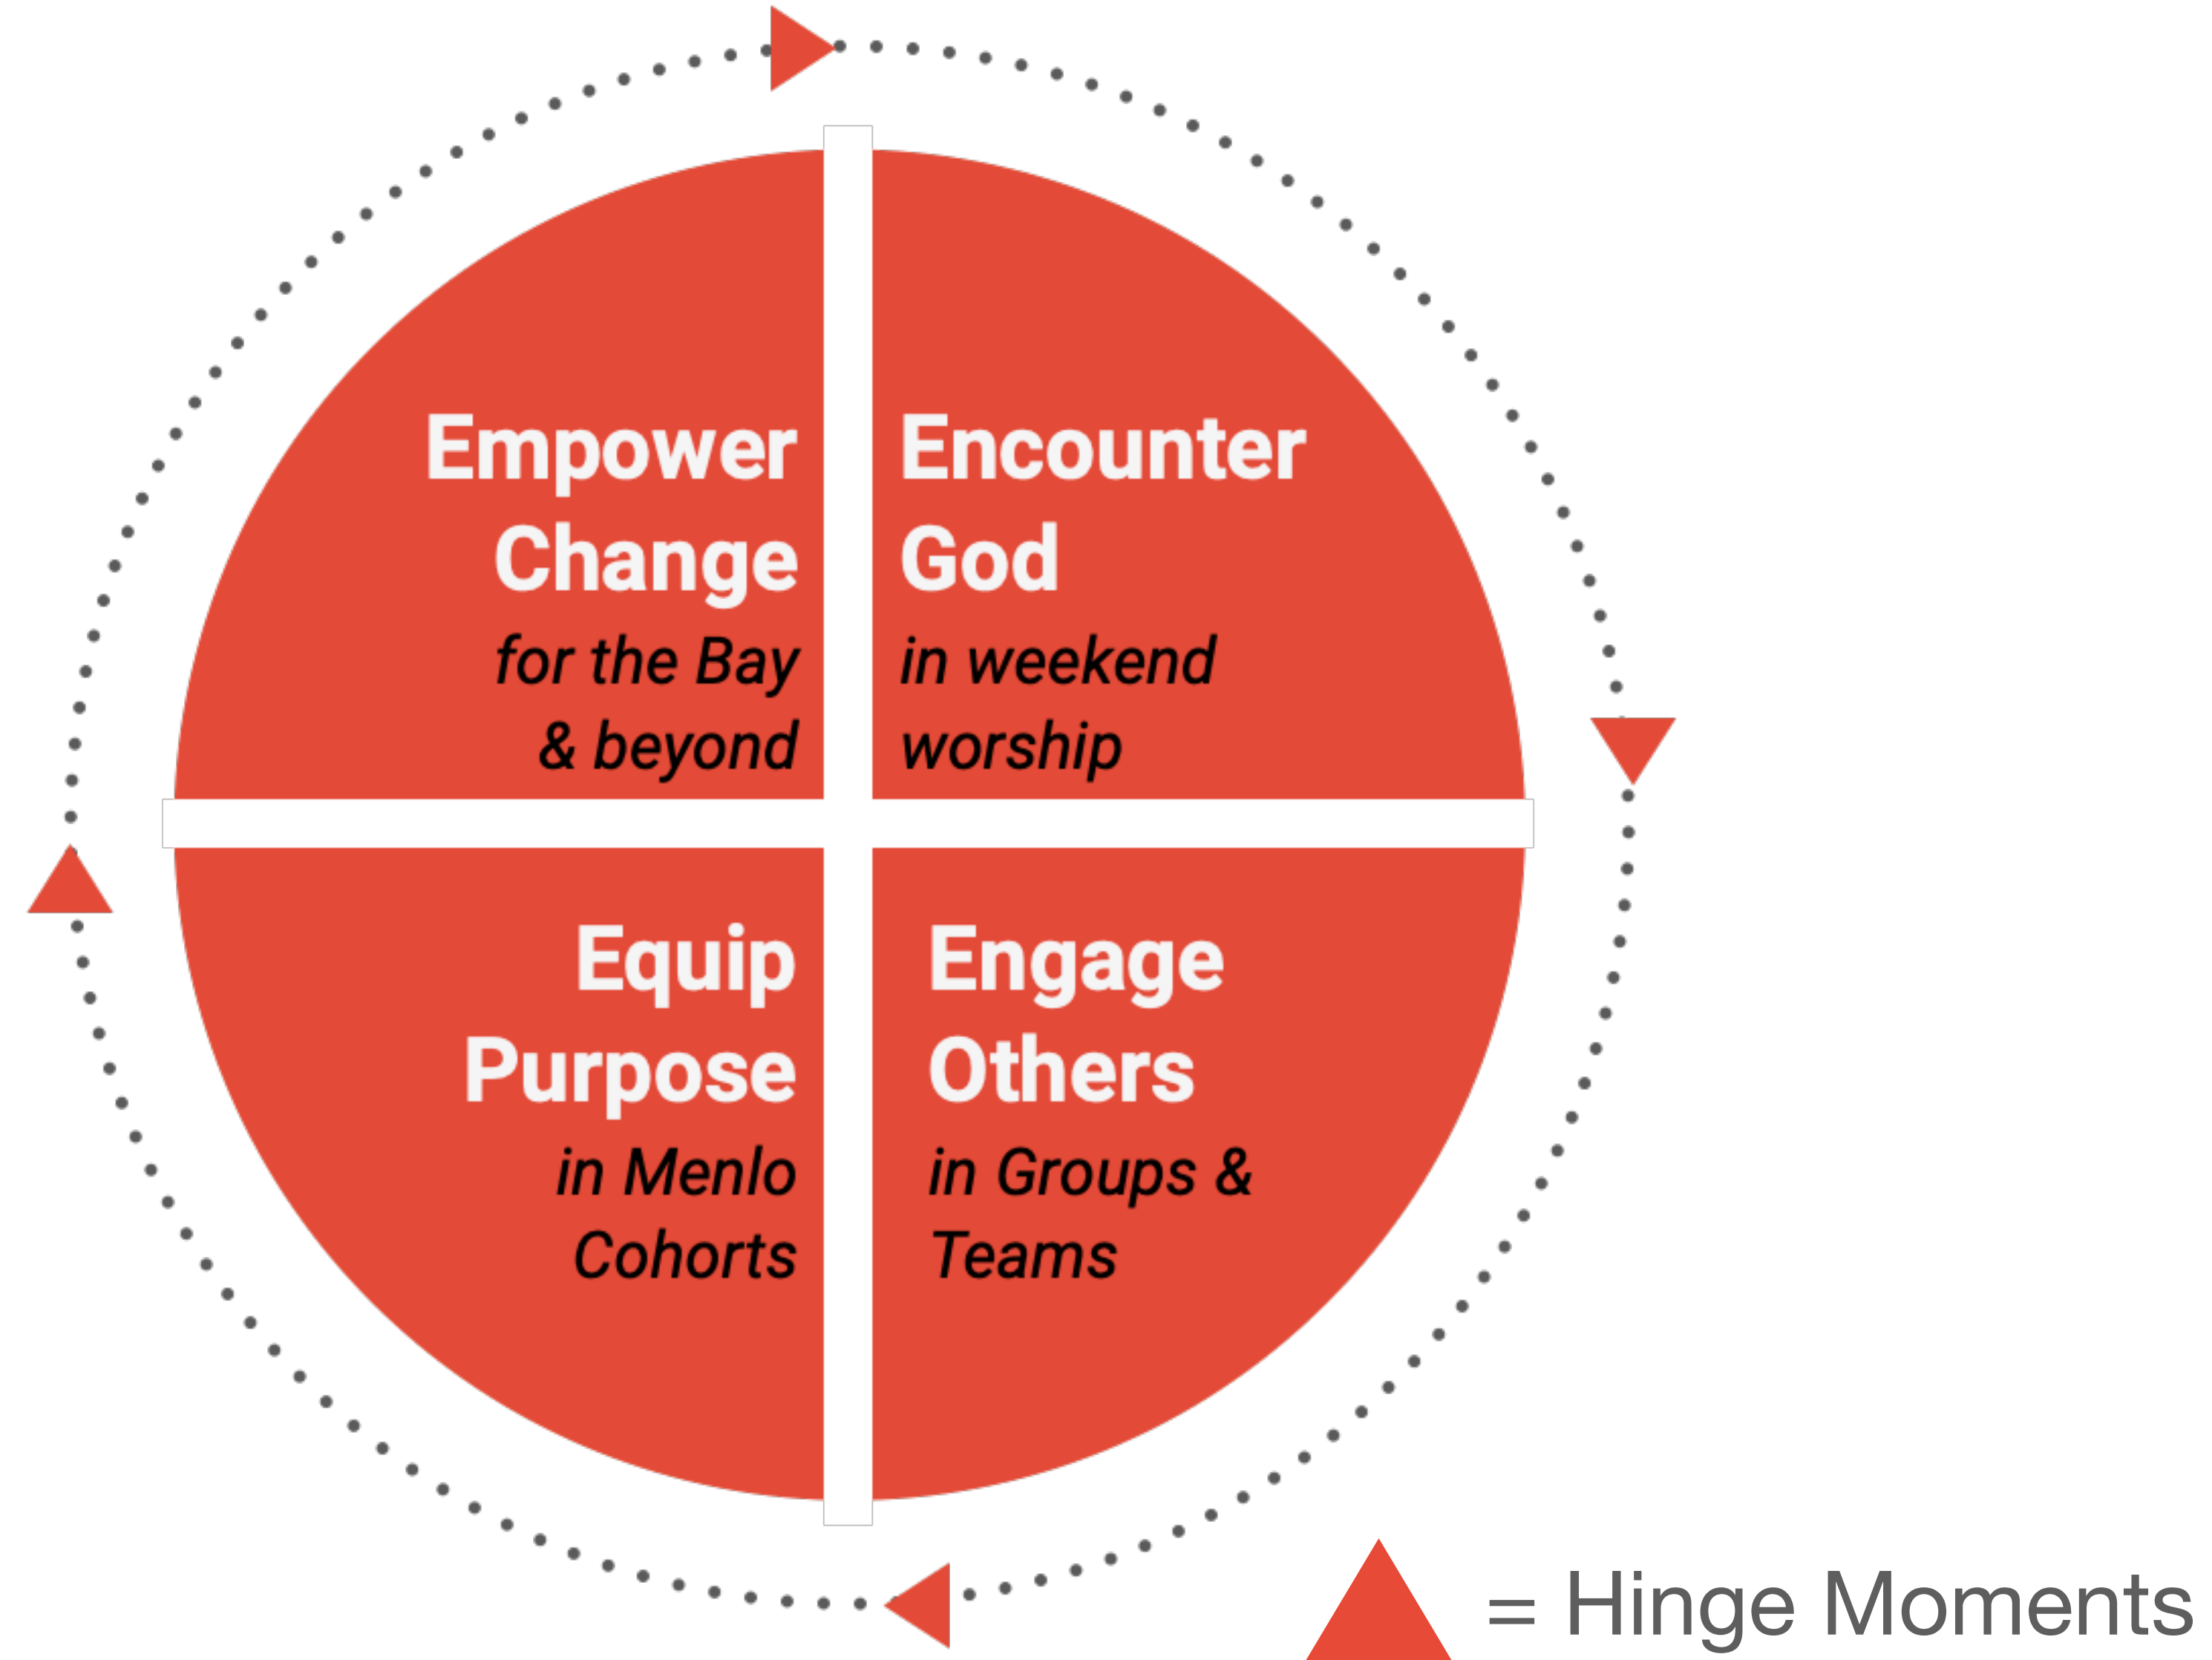 Empower
Change
for the Bay
& beyond
Encounter
God
in weekend
worship
Equip
Purpose
in Menlo
Cohorts
Engage
Others
in Groups &
Teams
= Hinge Moments